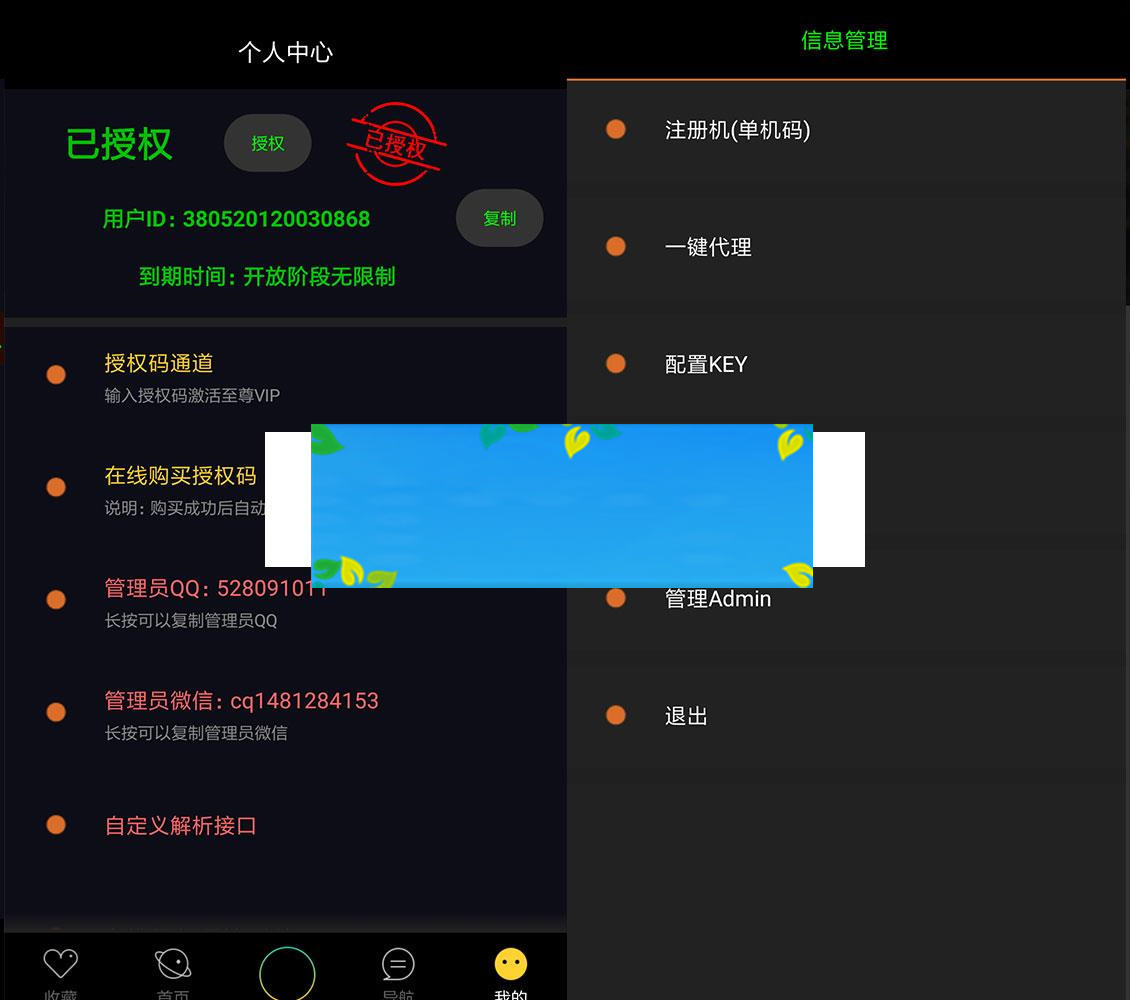 个人中心
已授权
授权
已授权
用户ID: 380520120030868
复制
到期时间: 开放阶段无限制
授权码通道
输入授权码激活至尊VIP
在线购买授权码
说明: 购买成功后自动
管理员QQ: 528091011
长按可以复制管理员QQ
管理员微信: cq1481284153
长按可以复制管理员微信
自定义解析接口
收藏
首页
导航
我的
信息管理
注册机(单机码)
一键代理
配置KEY
管理Admin
退出